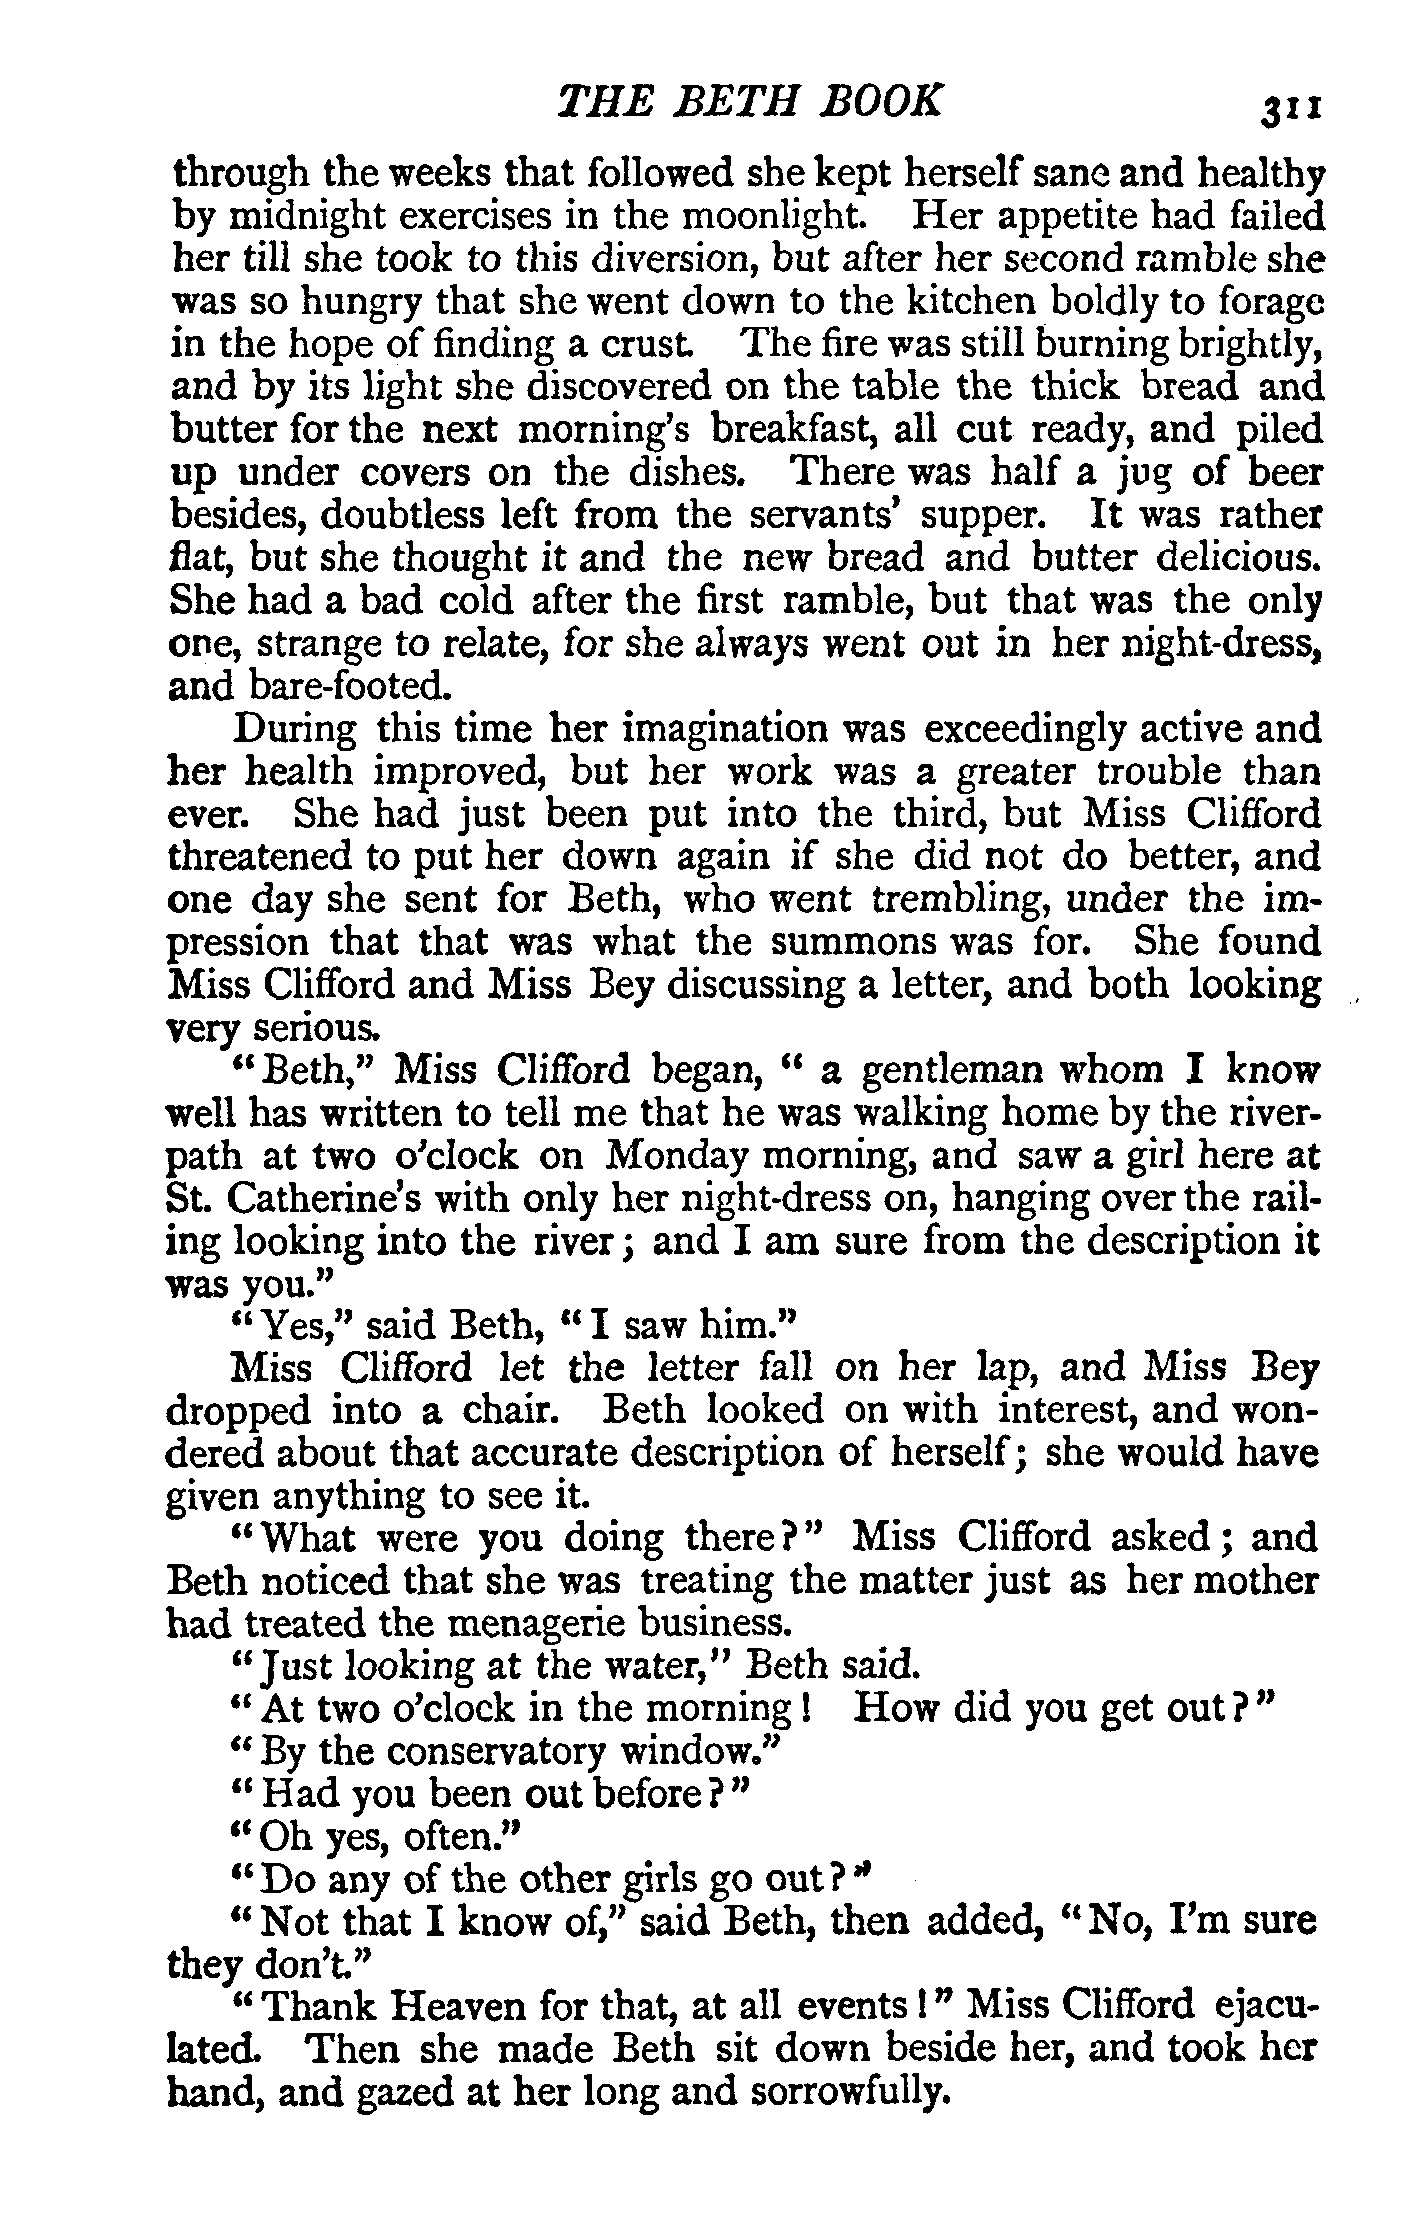 THE BETH BOOK 311
through the weeks that followed she kept herself sane and healthy
by midnight exercises in the moonlight. Her appetite had failed
her till she took to this diversion, but after her second ramble she
was so hungry that she went down to the kitchen boldly to forage
in the hope of finding a crust. The fire was still burning brightly,
and by its light she discovered on the table the thick bread and
butter for the next morning's breakfast, all cut ready, and piled
up under covers on the dishes. There was half a jug of beer
besides, doubtless left from the servants' supper. It was rather
flat, but she thought it and the new bread and butter delicious.
She had a bad cold after the first ramble, but that was the only
one, strange to relate, for she always went out in her night-dress,
and bare-footed.
During this time her imagination was exceedingly active and
her health improved, but her work was a greater trouble than
ever. She had just been put into the third, but Miss Clifford
threatened to put her down again if she did not do better, and
one day she sent for Beth, who went trembling, under the im-
pression that that was what the summons was for. She found
Miss Clifford and Miss Bey discussing a letter, and both looking
very serious.
"Beth," Miss Clifford began, "a gentleman whom I know
well has written to tell me that he was walking home by the river-
path at two o'clock on Monday morning, and saw a girl here at
St. Catherine's with only her night-dress on, hanging over the rail-
ing looking into the river; and I am sure from the description it
was you."
"Yes," said Beth, "I saw him."
Miss Clifford let the letter fall on her lap, and Miss Bey
dropped into a chair. Beth looked on with interest, and won-
dered about that accurate description of herself; she would have
given anything to see it.
"What were you doing there?" Miss Clifford asked; and
Beth noticed that she was treating the matter just as her mother
had treated the menagerie business.
"Just looking at the water," Beth said.
"At two o'clock in the morning! How did you get out?"
"By the conservatory window."
"Had you been out before?"
"Oh yes, often."
"Do any of the other girls go out?"
"Not that I know of," said Beth, then added, "No, I'm sure
they don't."
"Thank Heaven for that, at all events!" Miss Clifford ejacu-
lated. Then she made Beth sit down beside her, and took her
hand, and gazed at her long and sorrowfully.